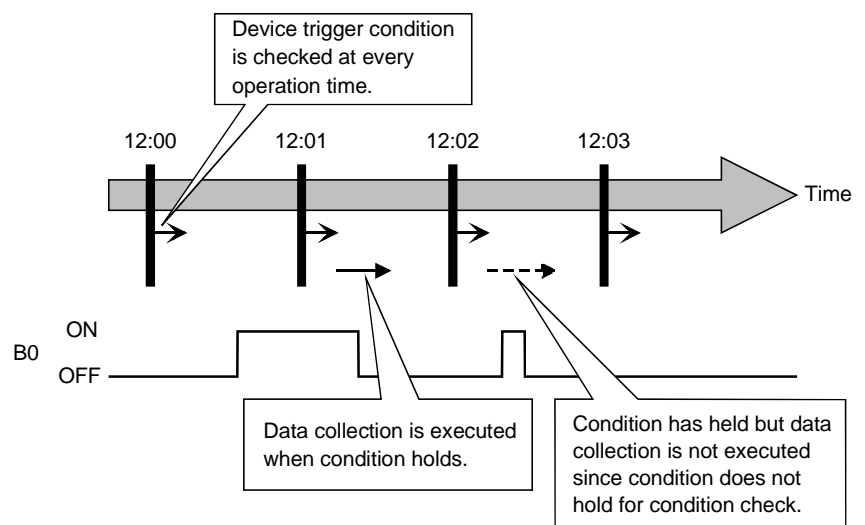 Device trigger condition
is checked at every
operation time.
12:00
12:01
12:02
12:03
Time
ON
B0
OFF
Data collection is executed
when condition holds.
Condition has held but data
collection is not executed
since condition does not
hold for condition check.